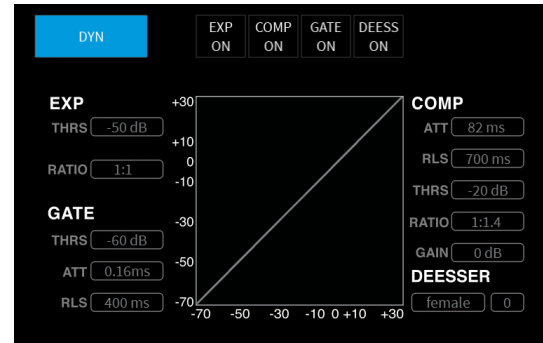 DYN
EXP ON
COMP ON
GATE ON
DEESS ON
EXP
THRS -50 dB
RATIO 1:1
GATE
THRS -60 dB
ATT 0.16ms
RLS 400 ms
+30
+10
0
-10
-30
-50
-70
-70 -50 -30 -10 0 +10 +30
COMP
ATT 82 ms
RLS 700 ms
THRS -20 dB
RATIO 1:1.4
GAIN 0 dB
DEESSER
female 0